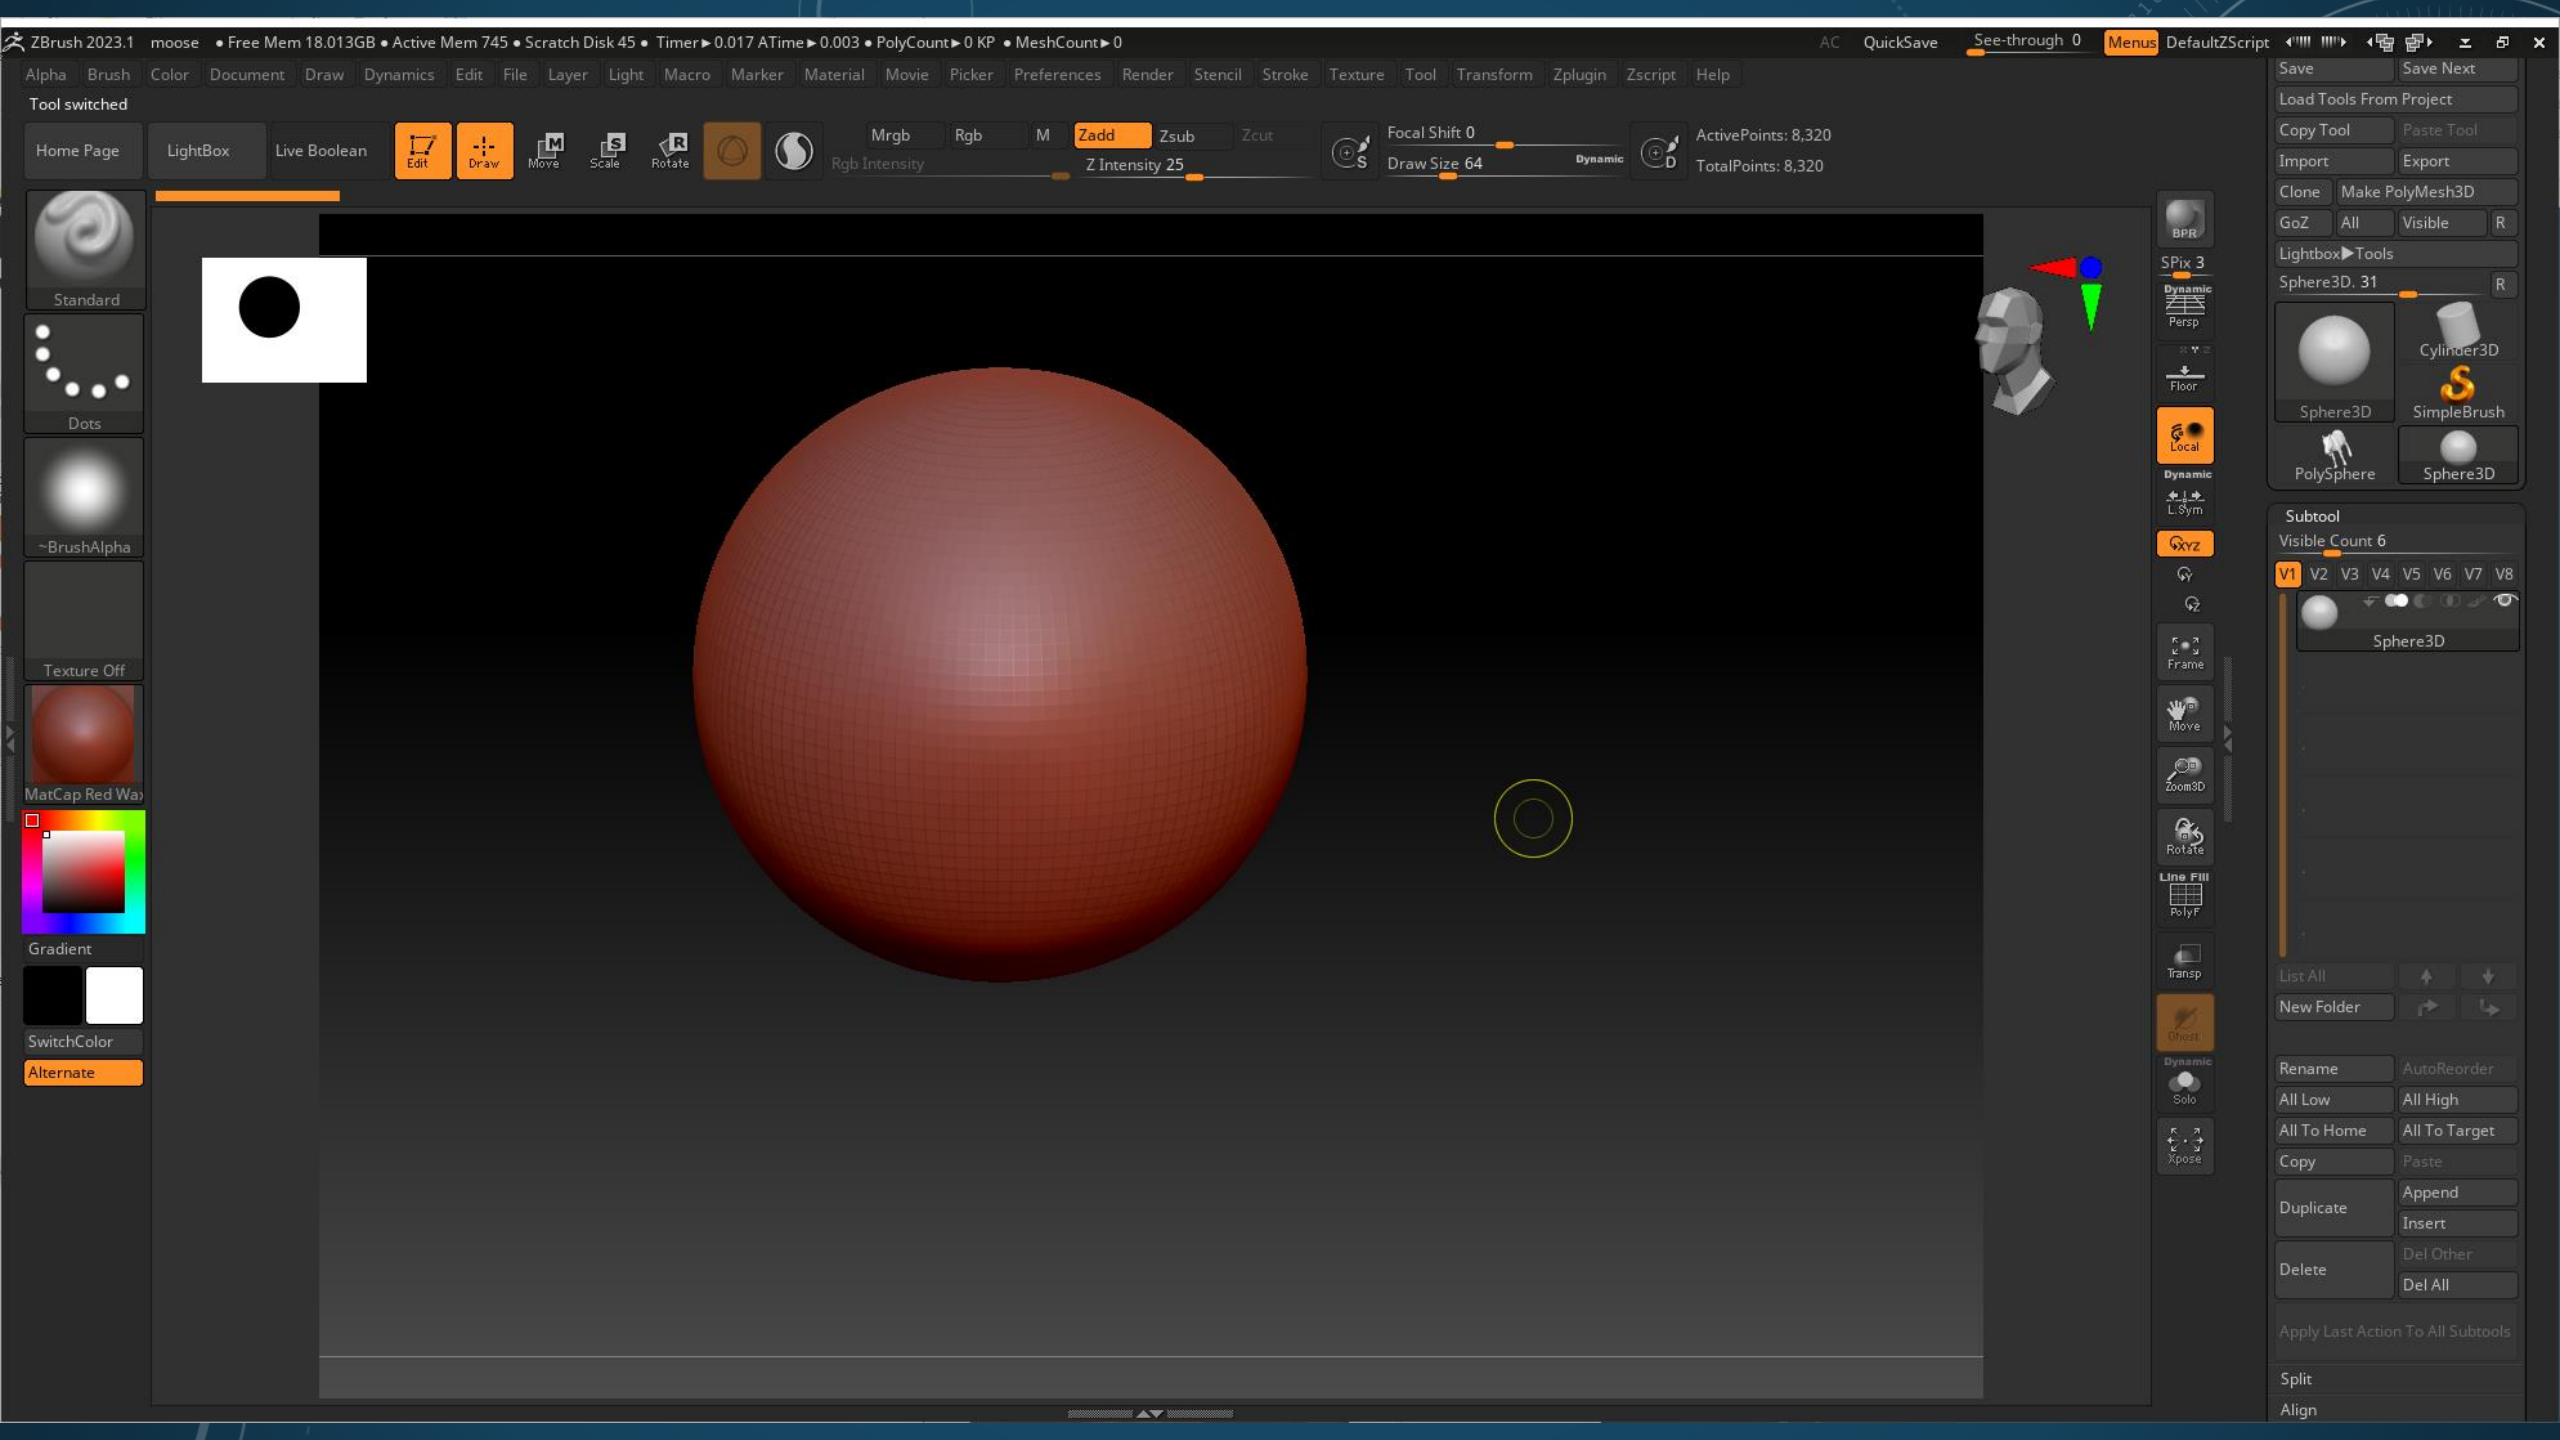 ZBrush 2023.1 moose • Free Mem 18.013GB • Active Mem 745 • Scratch Disk 45 • Timer▶0.017 ATime▶0.003 • PolyCount▶0 KP • MeshCount▶0 AC QuickSave See-through 0 Menus DefaultZScript
Alpha Brush Color Document Draw Dynamics Edit File Layer Light Macro Marker Material Movie Picker Preferences Render Stencil Stroke Texture Tool Transform Zplugin Zscript Help
Tool switched
Home Page LightBox Live Boolean Edit Draw Move Scale Rotate
Mrgb Rgb M Zadd Zsub Zcut
Rgb Intensity Z Intensity 25
Focal Shift 0
Draw Size 64 Dynamic
ActivePoints: 8,320
TotalPoints: 8,320
Standard
Dots
~BrushAlpha
Texture Off
MatCap Red Wax
Gradient
SwitchColor
Alternate
BPR
SPix 3
Dynamic
Persp
Floor
Local
Dynamic
L.Sym
XYZ
Y
Z
Frame
Move
Zoom3D
Rotate
Line Fill
PolyF
Transp
Ghost
Dynamic
Solo
Xpose
Save Save Next
Load Tools From Project
Copy Tool Paste Tool
Import Export
Clone Make PolyMesh3D
GoZ All Visible R
Lightbox▶Tools
Sphere3D. 31 R
Sphere3D Cylinder3D
SimpleBrush
PolySphere Sphere3D
Subtool
Visible Count 6
V1 V2 V3 V4 V5 V6 V7 V8
Sphere3D
List All
New Folder
Rename AutoReorder
All Low All High
All To Home All To Target
Copy Paste
Duplicate Append
Insert
Delete Del Other
Del All
Apply Last Action To All Subtools
Split
Align